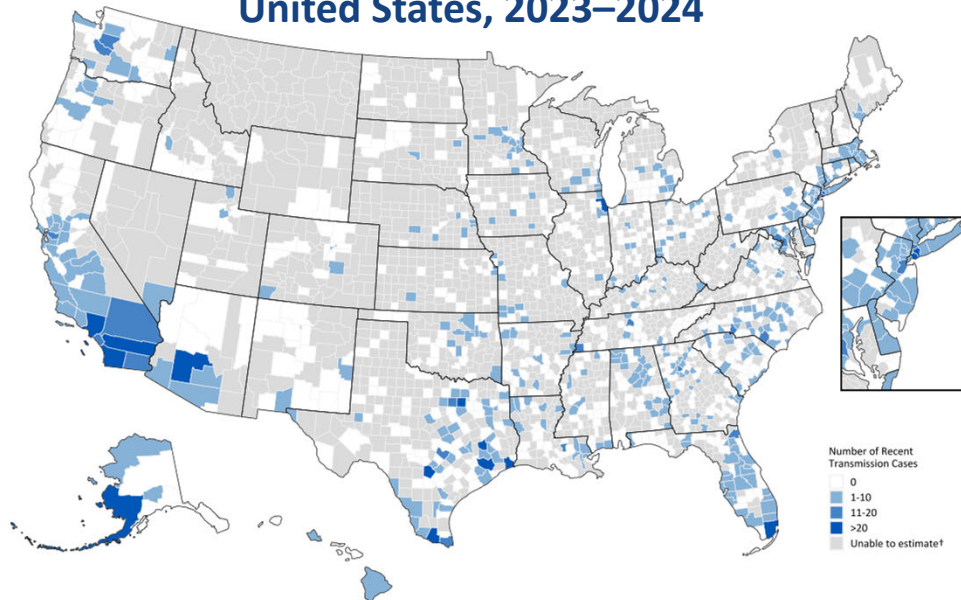 United States, 2023–2024
Number of Recent
Transmission Cases
0
1-10
11-20
>20
Unable to estimate†